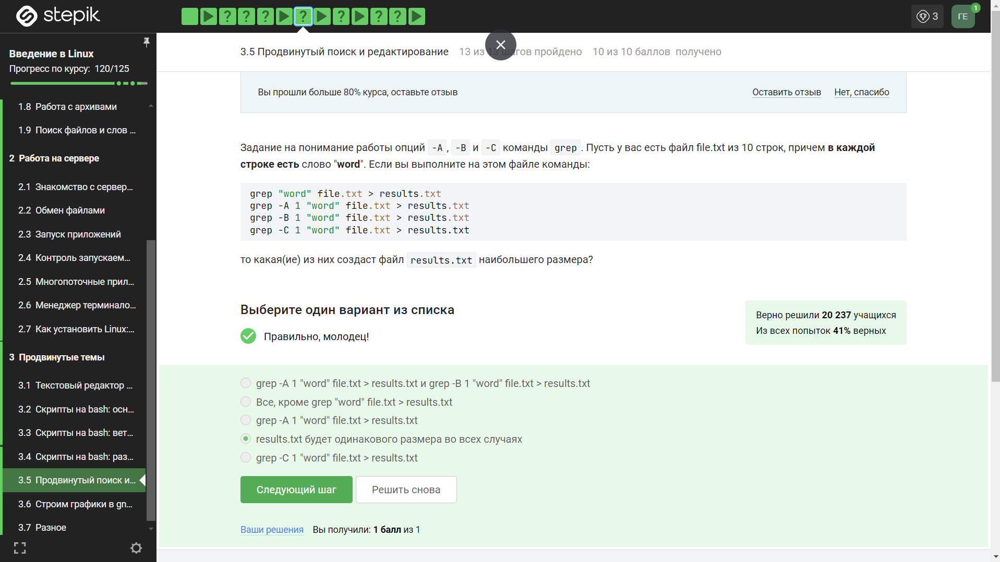 stepik
? ? ? ? ? ? ?
3
ГЕ
1
Введение в Linux
Прогресс по курсу: 120/125
1.8 Работа с архивами
1.9 Поиск файлов и слов ...
2 Работа на сервере
2.1 Знакомство с сервер...
2.2 Обмен файлами
2.3 Запуск приложений
2.4 Контроль запускаем...
2.5 Многопоточные прил...
2.6 Менеджер терминало...
2.7 Как установить Linux:...
3 Продвинутые темы
3.1 Текстовый редактор ...
3.2 Скрипты на bash: осн...
3.3 Скрипты на bash: вет...
3.4 Скрипты на bash: раз...
3.5 Продвинутый поиск и...
3.6 Строим графики в gn...
3.7 Разное
3.5 Продвинутый поиск и редактирование 13 из 13 шагов пройдено 10 из 10 баллов получено
Вы прошли больше 80% курса, оставьте отзыв Оставить отзыв Нет, спасибо
Задание на понимание работы опций -A, -B и -C команды grep. Пусть у вас есть файл file.txt из 10 строк, причем в каждой
строке есть слово "word". Если вы выполните на этом файле команды:
grep "word" file.txt > results.txt
grep -A 1 "word" file.txt > results.txt
grep -B 1 "word" file.txt > results.txt
grep -C 1 "word" file.txt > results.txt
то какая(ие) из них создаст файл results.txt наибольшего размера?
Выберите один вариант из списка
Правильно, молодец!
Верно решили 20 237 учащихся
Из всех попыток 41% верных
grep -A 1 "word" file.txt > results.txt и grep -B 1 "word" file.txt > results.txt
Все, кроме grep "word" file.txt > results.txt
grep -A 1 "word" file.txt > results.txt
results.txt будет одинакового размера во всех случаях
grep -C 1 "word" file.txt > results.txt
Следующий шаг Решить снова
Ваши решения Вы получили: 1 балл из 1